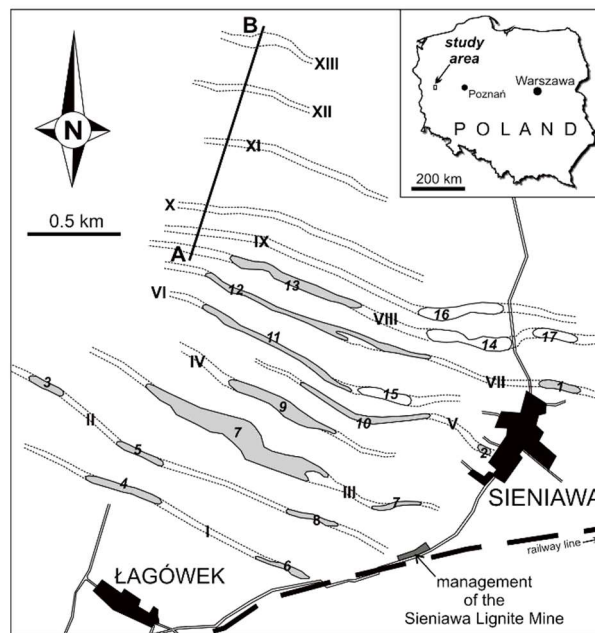 B
XIII
study
area
Poznań
Warszawa
POLAND
200 km
XII
N
XI
0.5 km
X
IX
A
13
16
VI
12
VIII
14
17
11
VII
1
IV
15
3
9
10
V
II
7
2
5
4
III
7
SIENIAWA
8
I
railway line
6
ŁAGÓWEK
management
of the
Sieniawa Lignite Mine